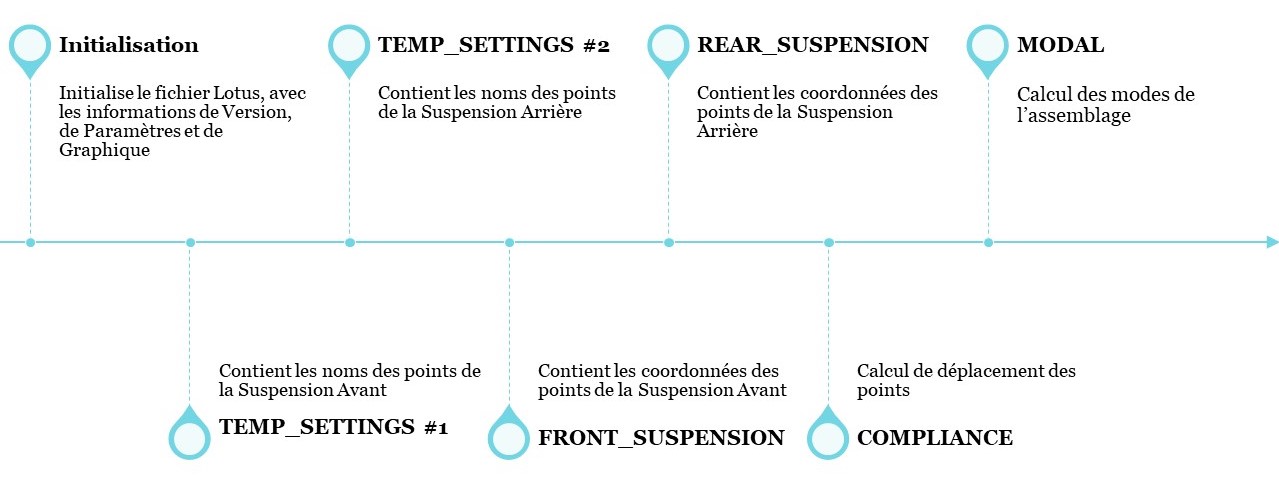 Initialisation
Initialise le fichier Lotus, avec
les informations de Version,
de Paramètres et de
Graphique
TEMP_SETTINGS #2
Contient les noms des points
de la Suspension Arrière
REAR_SUSPENSION
Contient les coordonnées des
points de la Suspension
Arrière
MODAL
Calcul des modes de
l’assemblage
Contient les noms des points de
la Suspension Avant
TEMP_SETTINGS #1
Contient les coordonnées des
points de la Suspension Avant
FRONT_SUSPENSION
Calcul de déplacement des
points
COMPLIANCE